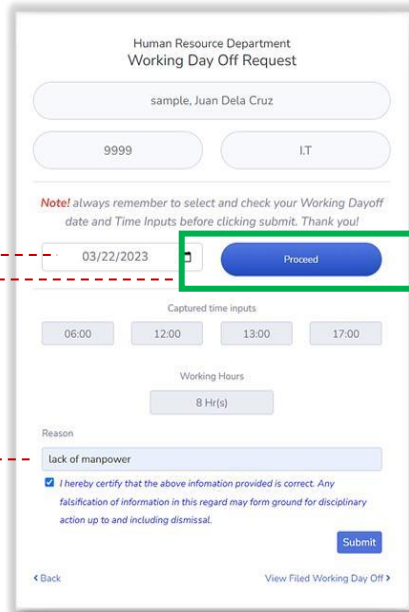 Human Resource Department
Working Day Off Request
sample, Juan Dela Cruz
9999 I.T
Note! always remember to select and check your Working Dayoff
date and Time Inputs before clicking submit. Thank you!
03/22/2023 Proceed
Captured time inputs
06:00 12:00 13:00 17:00
Working Hours
8 Hr(s)
Reason
lack of manpower
I hereby certify that the above infomation provided is correct. Any
falsification of information in this regard may form ground for disciplinary
action up to and including dismissal.
Submit
Back View Filed Working Day Off